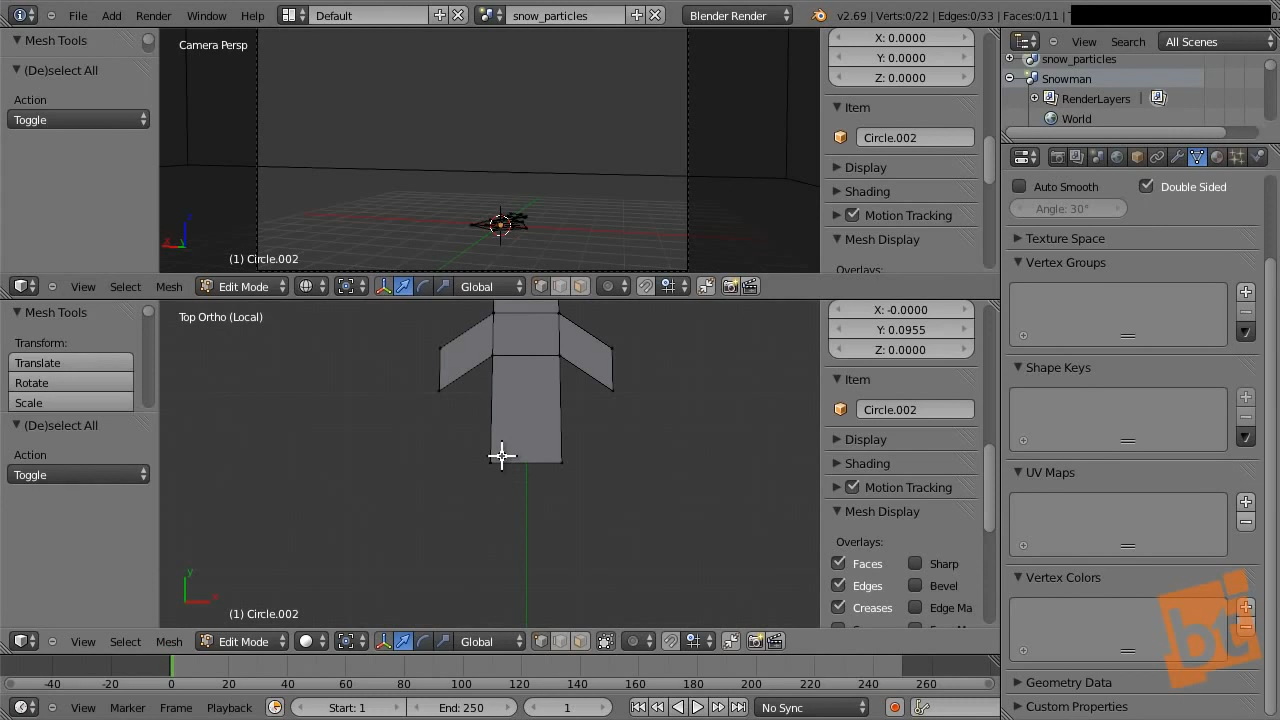 File Add Render Window Help Default snow_particles Blender Render v2.69 | Verts:0/22 | Edges:0/33 | Faces:0/11 |
Mesh Tools
(De)select All
Action
Toggle
Camera Persp
(1) Circle.002
X: 0.0000
Y: 0.0000
Z: 0.0000
Item
Circle.002
Display
Shading
Motion Tracking
Mesh Display
Overlays:
View Select Mesh Edit Mode Global
Mesh Tools
Transform:
Translate
Rotate
Scale
(De)select All
Action
Toggle
Top Ortho (Local)
y
(1) Circle.002
X: -0.0000
Y: 0.0955
Z: 0.0000
Item
Circle.002
Display
Shading
Motion Tracking
Mesh Display
Overlays:
Faces Sharp
Edges Bevel
Creases Edge Ma
View Select Mesh Edit Mode Global
-40 -20 0 20 40 60 80 100 120 140 160 180 200 220 240 260
View Marker Frame Playback Start: 1 End: 250 1 No Sync
View Search All Scenes
snow_particles
Snowman
RenderLayers |
World
Auto Smooth Double Sided
Angle: 30°
Texture Space
Vertex Groups
Shape Keys
UV Maps
Vertex Colors
bt
Geometry Data
Custom Properties